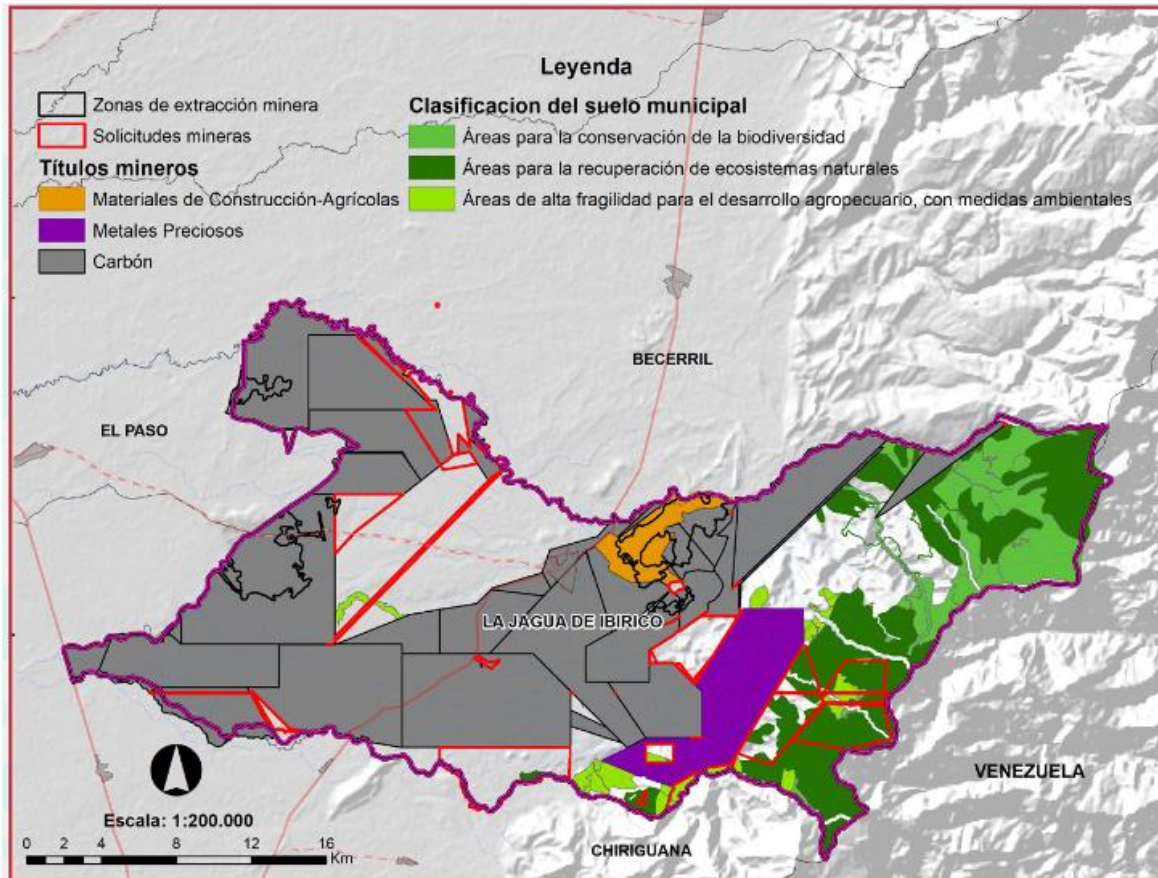 Leyenda
Zonas de extracción minera
Solicitudes mineras
Títulos mineros
Materiales de Construcción-Agrícolas
Metales Preciosos
Carbón
Clasificacion del suelo municipal
Áreas para la conservación de la biodiversidad
Áreas para la recuperación de ecosistemas naturales
Áreas de alta fragilidad para el desarrollo agropecuario, con medidas ambientales
BECERRIL
EL PASO
LA JAGUA DE IBIRICO
VENEZUELA
CHIRIGUANA
Escala: 1:200.000
0 2 4 8 12 16
Km